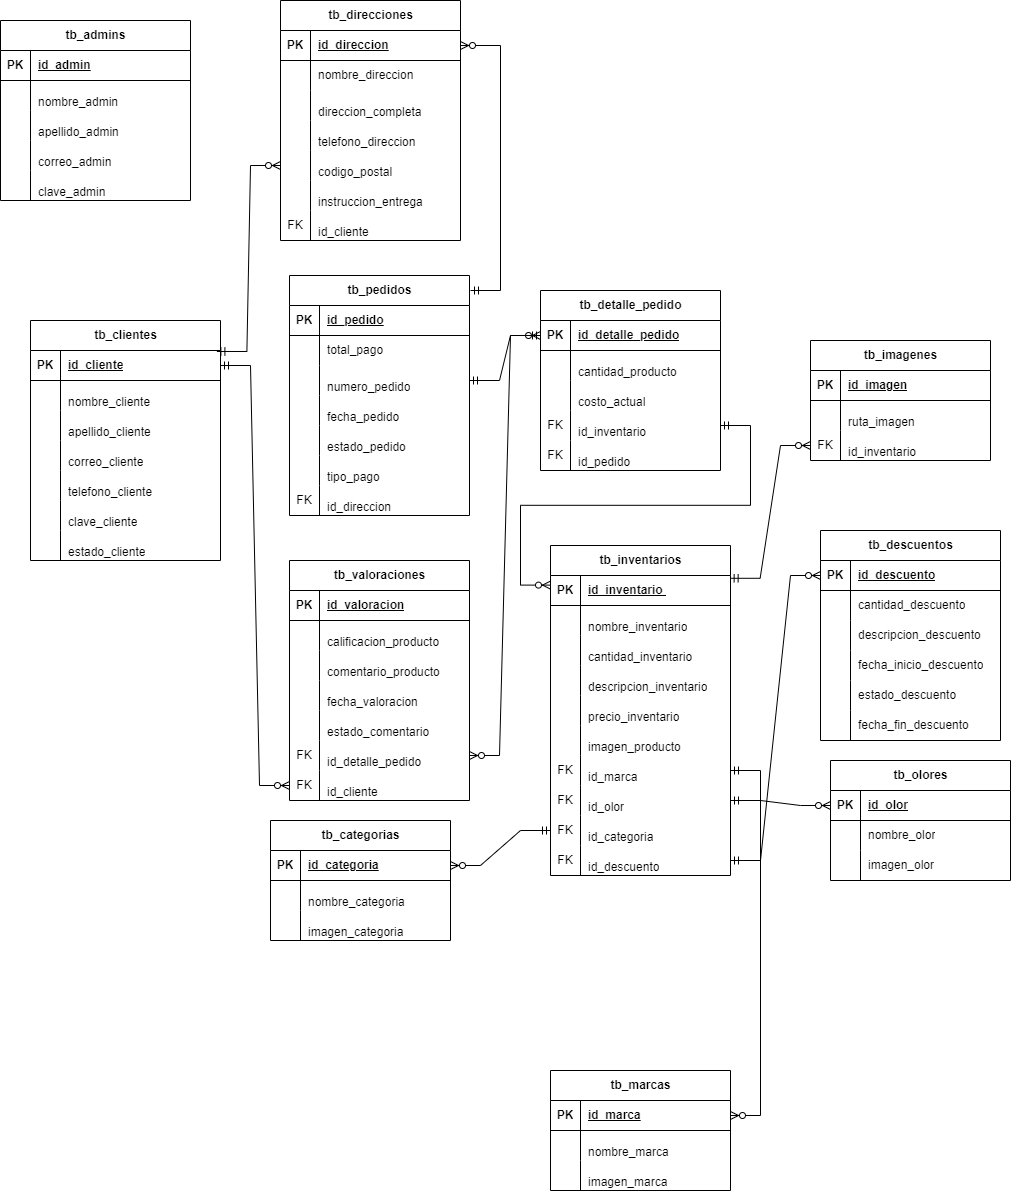 tb_admins
PK id_admin
nombre_admin
apellido_admin
correo_admin
clave_admin
tb_direcciones
PK id_direccion
nombre_direccion
direccion_completa
telefono_direccion
codigo_postal
instruccion_entrega
FK id_cliente
tb_clientes
PK id_cliente
nombre_cliente
apellido_cliente
correo_cliente
telefono_cliente
clave_cliente
estado_cliente
tb_pedidos
PK id_pedido
total_pago
numero_pedido
fecha_pedido
estado_pedido
tipo_pago
FK id_direccion
tb_detalle_pedido
PK id_detalle_pedido
cantidad_producto
costo_actual
FK id_inventario
FK id_pedido
tb_imagenes
PK id_imagen
ruta_imagen
FK id_inventario
tb_valoraciones
PK id_valoracion
calificacion_producto
comentario_producto
fecha_valoracion
estado_comentario
FK id_detalle_pedido
FK id_cliente
tb_inventarios
PK id_inventario
nombre_inventario
cantidad_inventario
descripcion_inventario
precio_inventario
imagen_producto
FK id_marca
FK id_olor
FK id_categoria
FK id_descuento
tb_descuentos
PK id_descuento
cantidad_descuento
descripcion_descuento
fecha_inicio_descuento
estado_descuento
fecha_fin_descuento
tb_olores
PK id_olor
nombre_olor
imagen_olor
tb_categorias
PK id_categoria
nombre_categoria
imagen_categoria
tb_marcas
PK id_marca
nombre_marca
imagen_marca